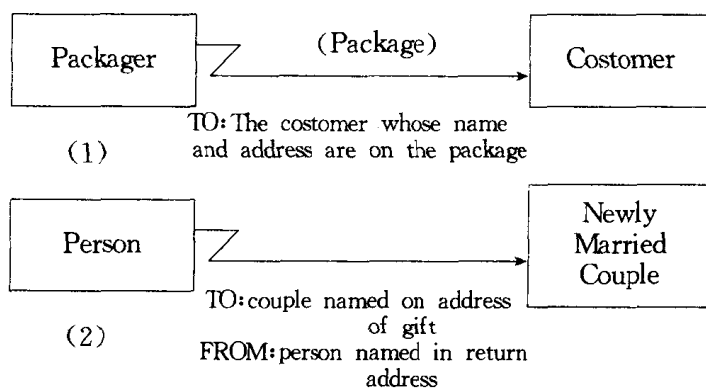 Packager
(Package)
Costomer
TO:The costomer whose name
and address are on the package
(1)
Person
Newly
Married
Couple
TO:couple named on address
of gift
FROM:person named in return
address
(2)